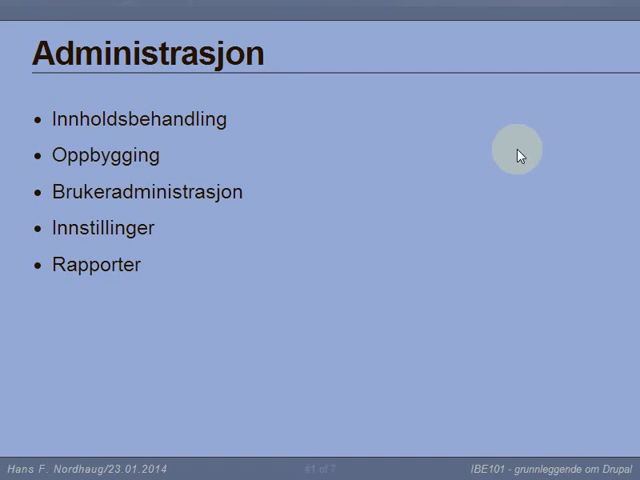 Administrasjon
• Innholdsbehandling
• Oppbygging
• Brukeradministrasjon
• Innstillinger
• Rapporter
Hans F. Nordhaug/23.01.2014
IBE101 - grunnleggende om Drupal